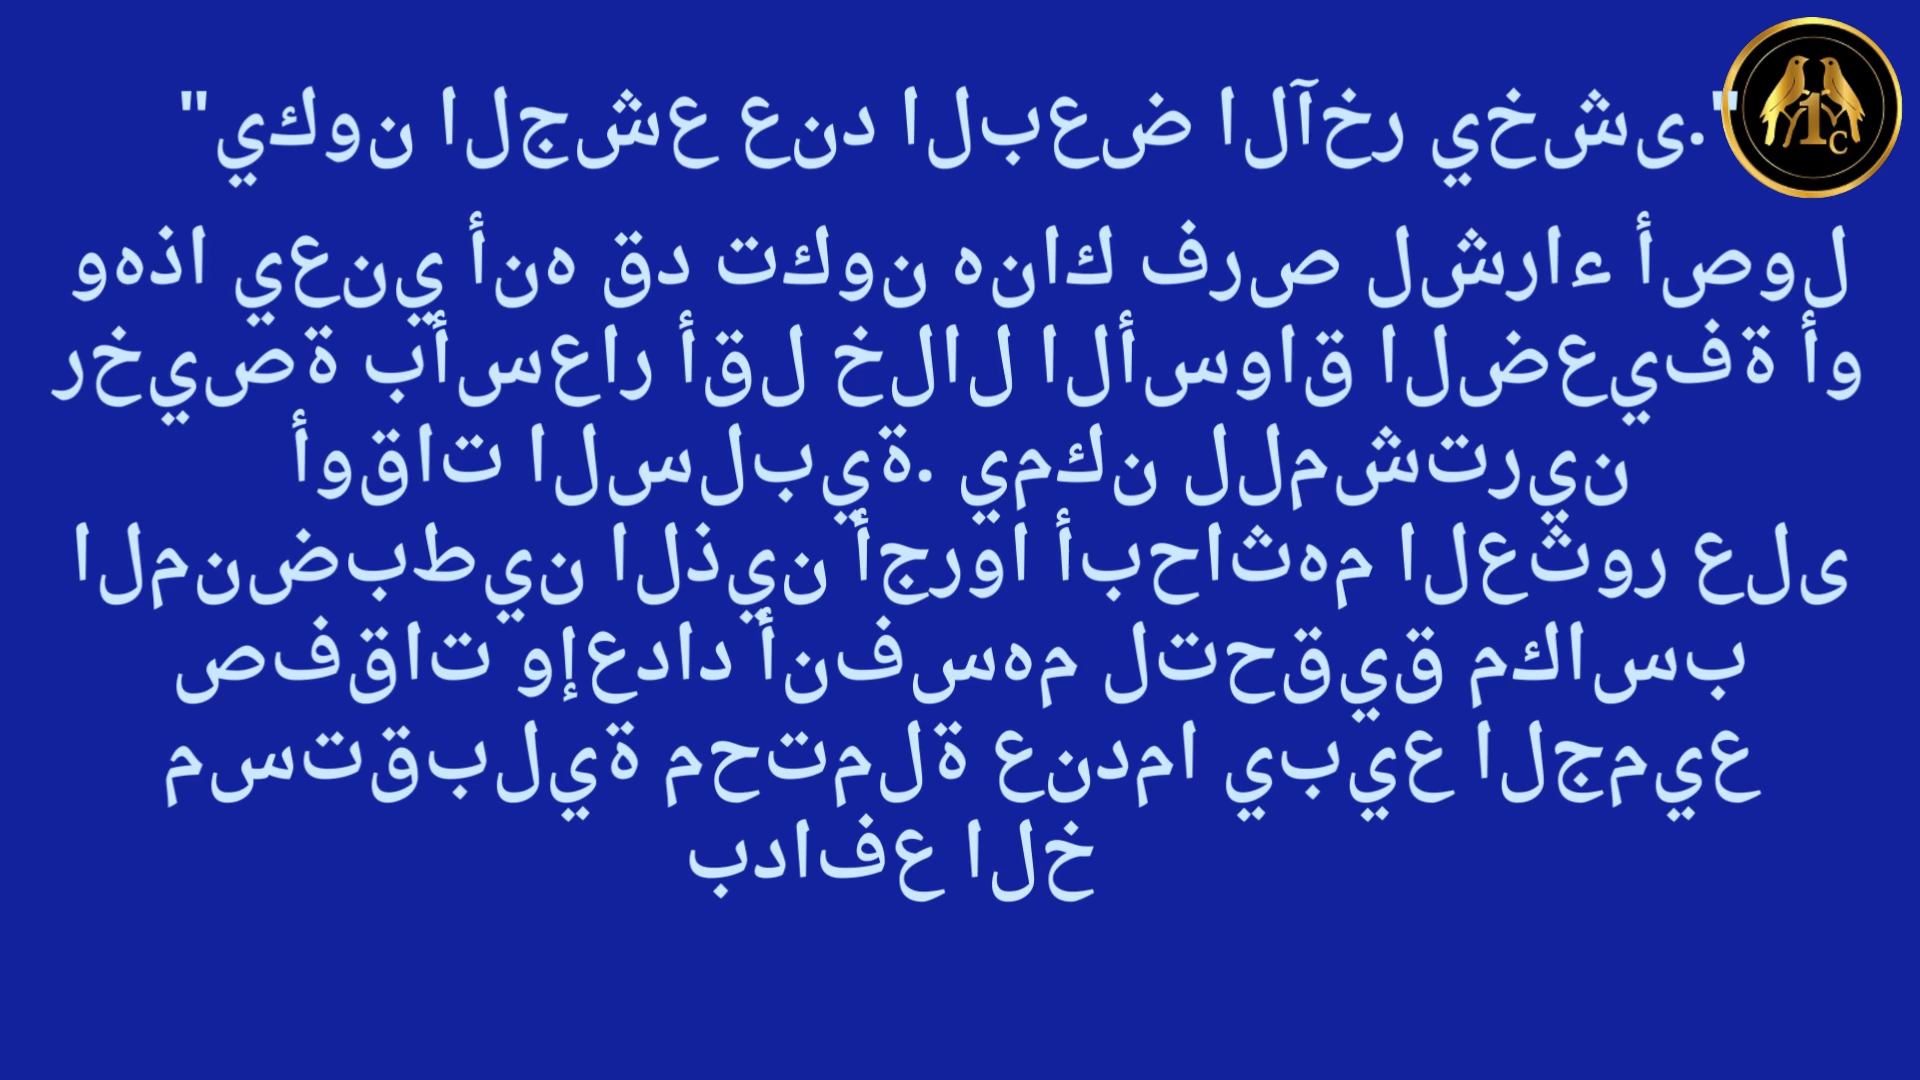 "يكون الجشع عند البعض الآخر يخشى."
وهذا يعني أنه قد تكون هناك فرص لشراء أصول
رخيصة بأسعار أقل خلال الأسواق الضعيفة أو
أوقات السلبية. يمكن للمشترين
المنضبطين الذين أجروا أبحاثهم العثور على
صفقات وإعداد أنفسهم لتحقيق مكاسب
مستقبلية محتملة عندما يبيع الجميع
بدافع الخ
1C